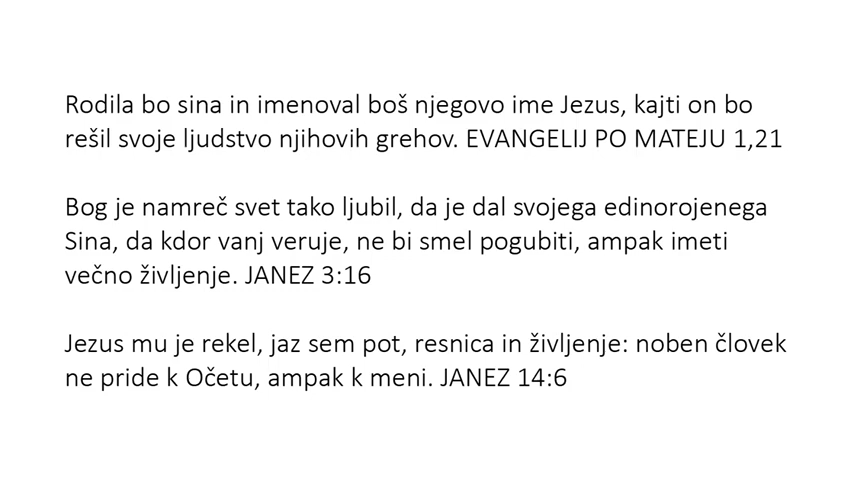 Rodila bo sina in imenoval boš njegovo ime Jezus, kajti on bo
rešil svoje ljudstvo njihovih grehov. EVANGELIJ PO MATEJU 1,21
Bog je namreč svet tako ljubil, da je dal svojega edinorojenega
Sina, da kdor vanj veruje, ne bi smel pogubiti, ampak imeti
večno življenje. JANEZ 3:16
Jezus mu je rekel, jaz sem pot, resnica in življenje: noben človek
ne pride k Očetu, ampak k meni. JANEZ 14:6